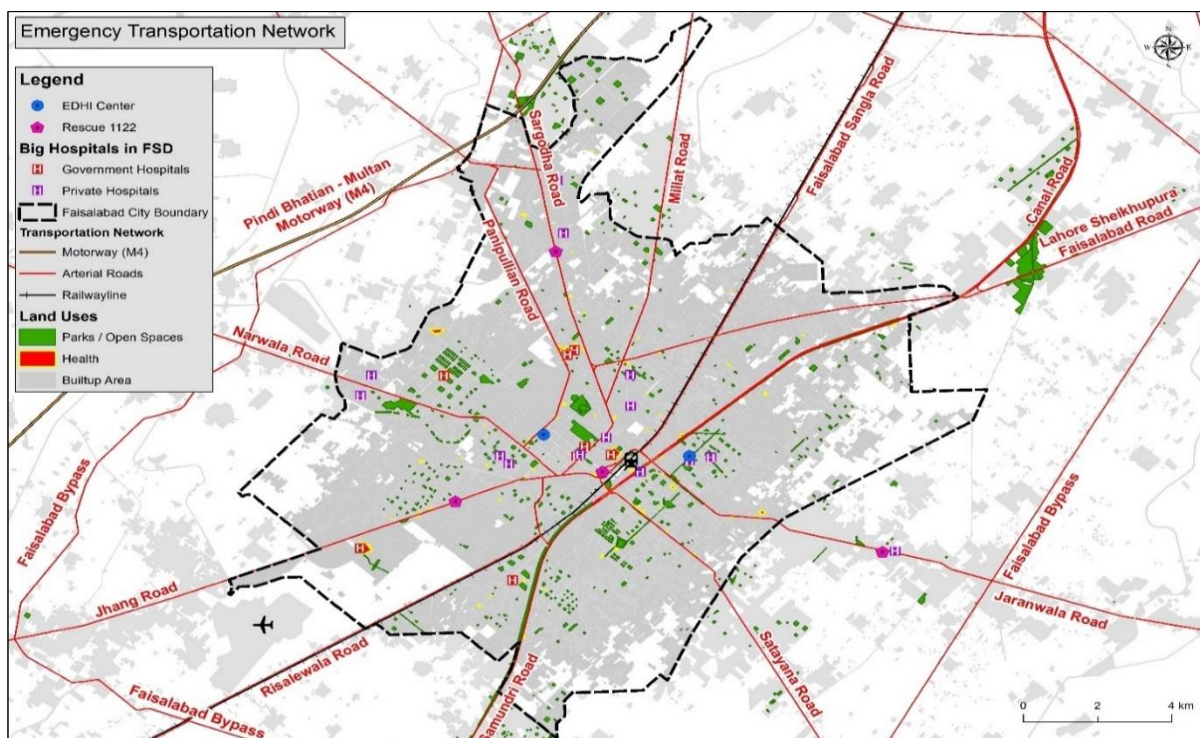 Emergency Transportation Network
Legend
EDHI Center
Rescue 1122
Big Hospitals in FSD
H
Government Hospitals
H
Private Hospitals
Faisalabad City Boundary
Transportation Network
Motorway (M4)
Arterial Roads
Railwayline
Land Uses
Parks / Open Spaces
Health
Builtup Area
N
W
E
Pindi Bhatian - Multan
Motorway (M4)
Sargodha Road
Panipullian Road
Millat Road
Faisalabad Sangla Road
Canal Road
Lahore Sheikhupura
Faisalabad Road
Narwala Road
Faisalabad Bypass
Jhang Road
Risalewala Road
Faisalabad Bypass
Samundri Road
Satayana Road
Jaranwala Road
Faisalabad Bypass
0 2 4 km